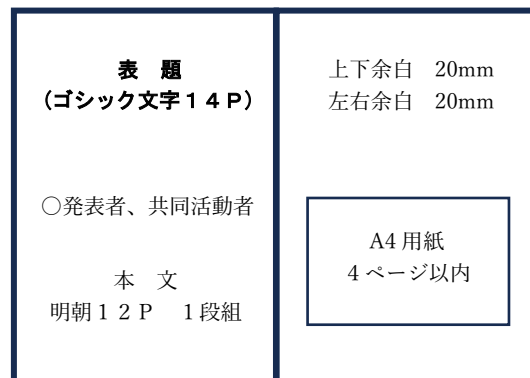 表　題
（ゴシック文字１４Ｐ）
○発表者、共同活動者
本　文
明朝１２Ｐ　１段組
上下余白　20mm
左右余白　20mm
A4 用紙
４ページ以内